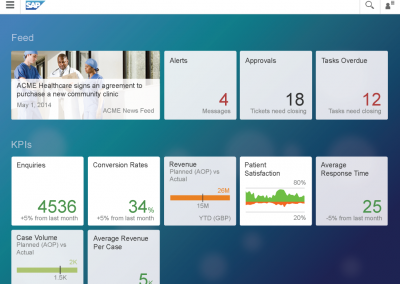 SAP
Feed
ACME Healthcare signs an agreement to
purchase a new community clinic
May 1, 2014
ACME News Feed
Alerts
4
Messages
Approvals
18
Tickets need closing
Tasks Overdue
12
Tasks need closing
KPIs
Enquiries
4536
+5% from last month
Conversion Rates
34%
+5% from last month
Revenue
Planned (AOP) vs
Actual
26M
15M
YTD (GBP)
Patient
Satisfaction
60%
20%
Average
Response Time
25
-5% from last month
Case Volume
Planned (AOP) vs
Actual
2K
1.5K
Average Revenue
Per Case
5K